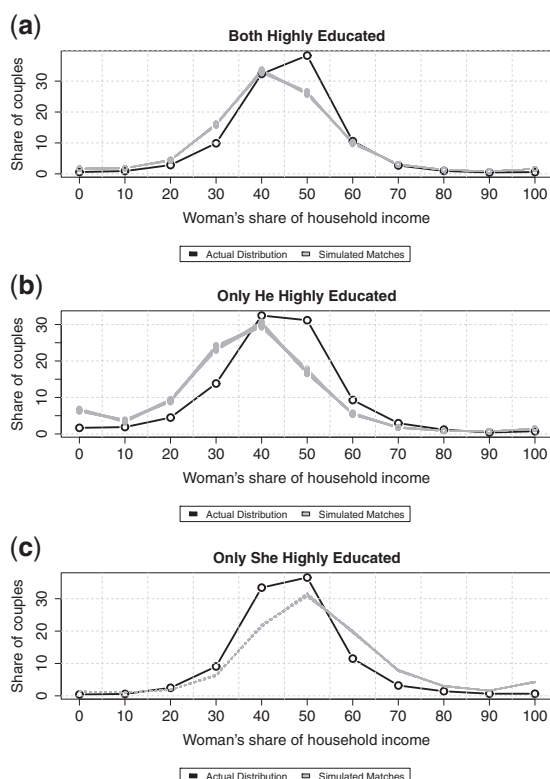 (a)
Both Highly Educated
Share of couples
0 10 20 30
0 10 20 30 40 50 60 70 80 90 100
Woman's share of household income
Actual Distribution Simulated Matches
(b)
Only He Highly Educated
Share of couples
0 10 20 30
0 10 20 30 40 50 60 70 80 90 100
Woman's share of household income
Actual Distribution Simulated Matches
(c)
Only She Highly Educated
Share of couples
0 10 20 30
0 10 20 30 40 50 60 70 80 90 100
Woman's share of household income
Actual Distribution Simulated Matches